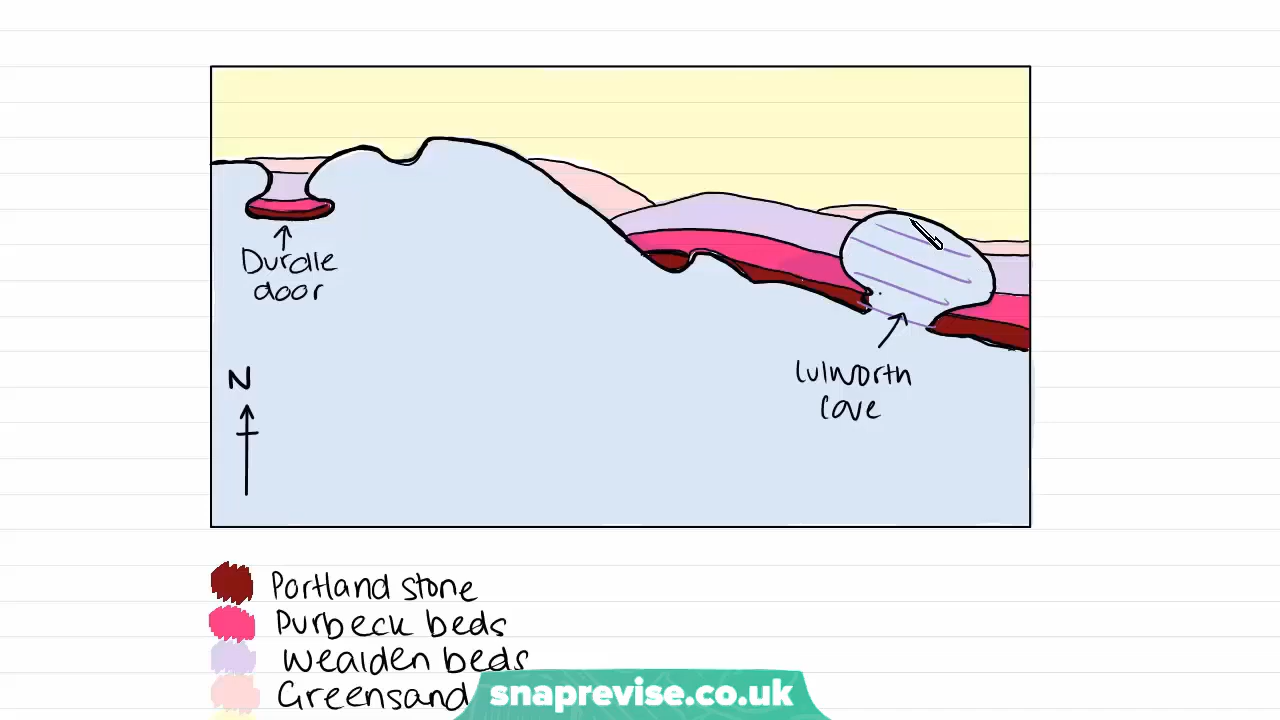 Durdle
door
N
Lulworth
Cove
Portland stone
Purbeck beds
Wealden beds
Greensand
snaprevise.co.uk